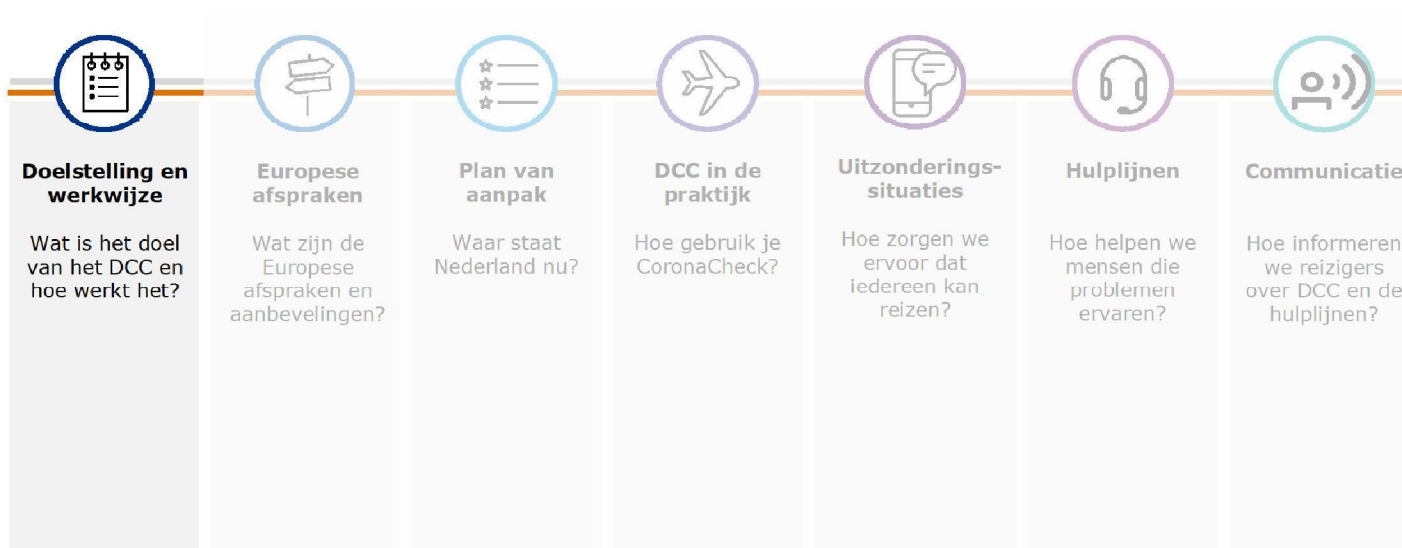 Doelstelling en
werkwijze
Wat is het doel
van het DCC en
hoe werkt het?
Europese
afspraken
Wat zijn de
Europese
afspraken en
aanbevelingen?
Plan van
aanpak
Waar staat
Nederland nu?
DCC in de
praktijk
Hoe gebruik je
CoronaCheck?
Uitzonderings-
situaties
Hoe zorgen we
ervoor dat
iedereen kan
reizen?
Hulplijnen
Hoe helpen we
mensen die
problemen
ervaren?
Communicatie
Hoe informeren
we reizigers
over DCC en de
hulplijnen?